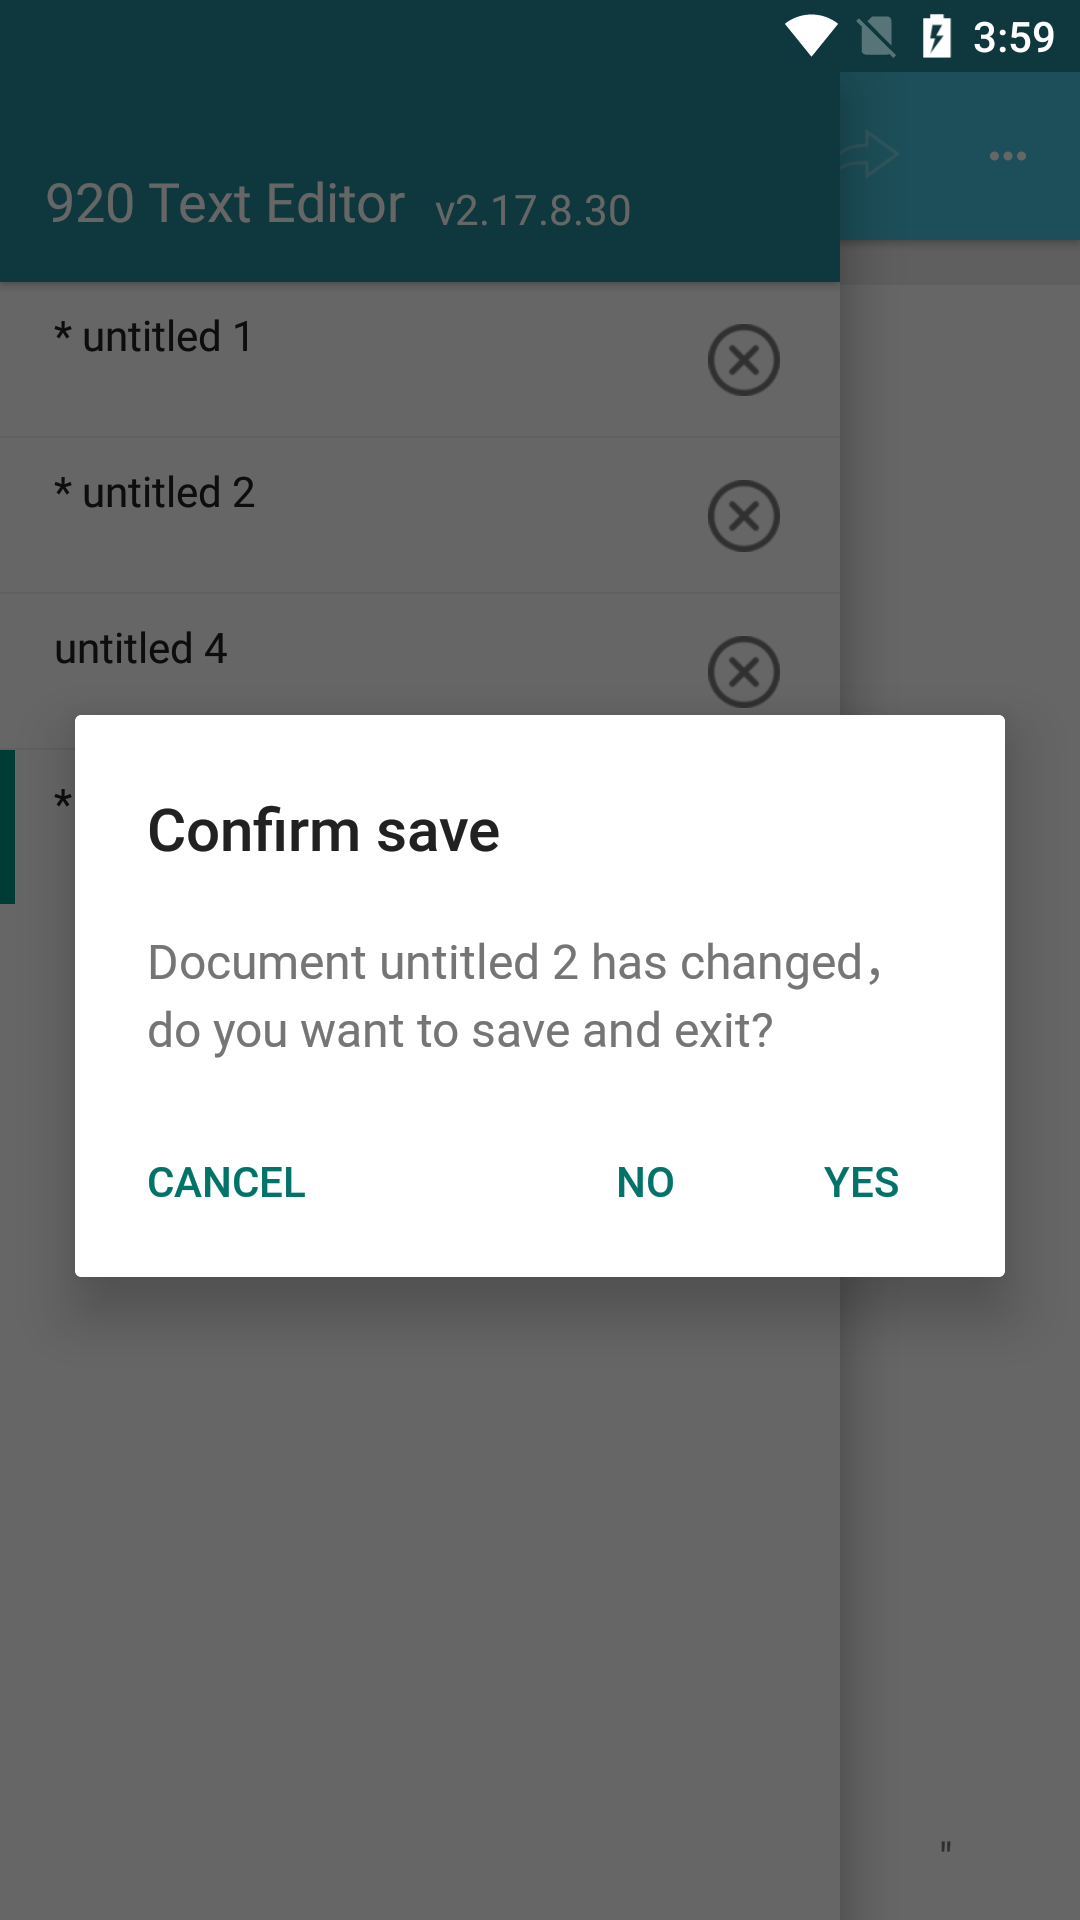 3:59
920 Text Editor v2.17.8.30
* untitled 1
* untitled 2
untitled 4
*
Confirm save
Document untitled 2 has changed，
do you want to save and exit?
CANCEL NO YES
"